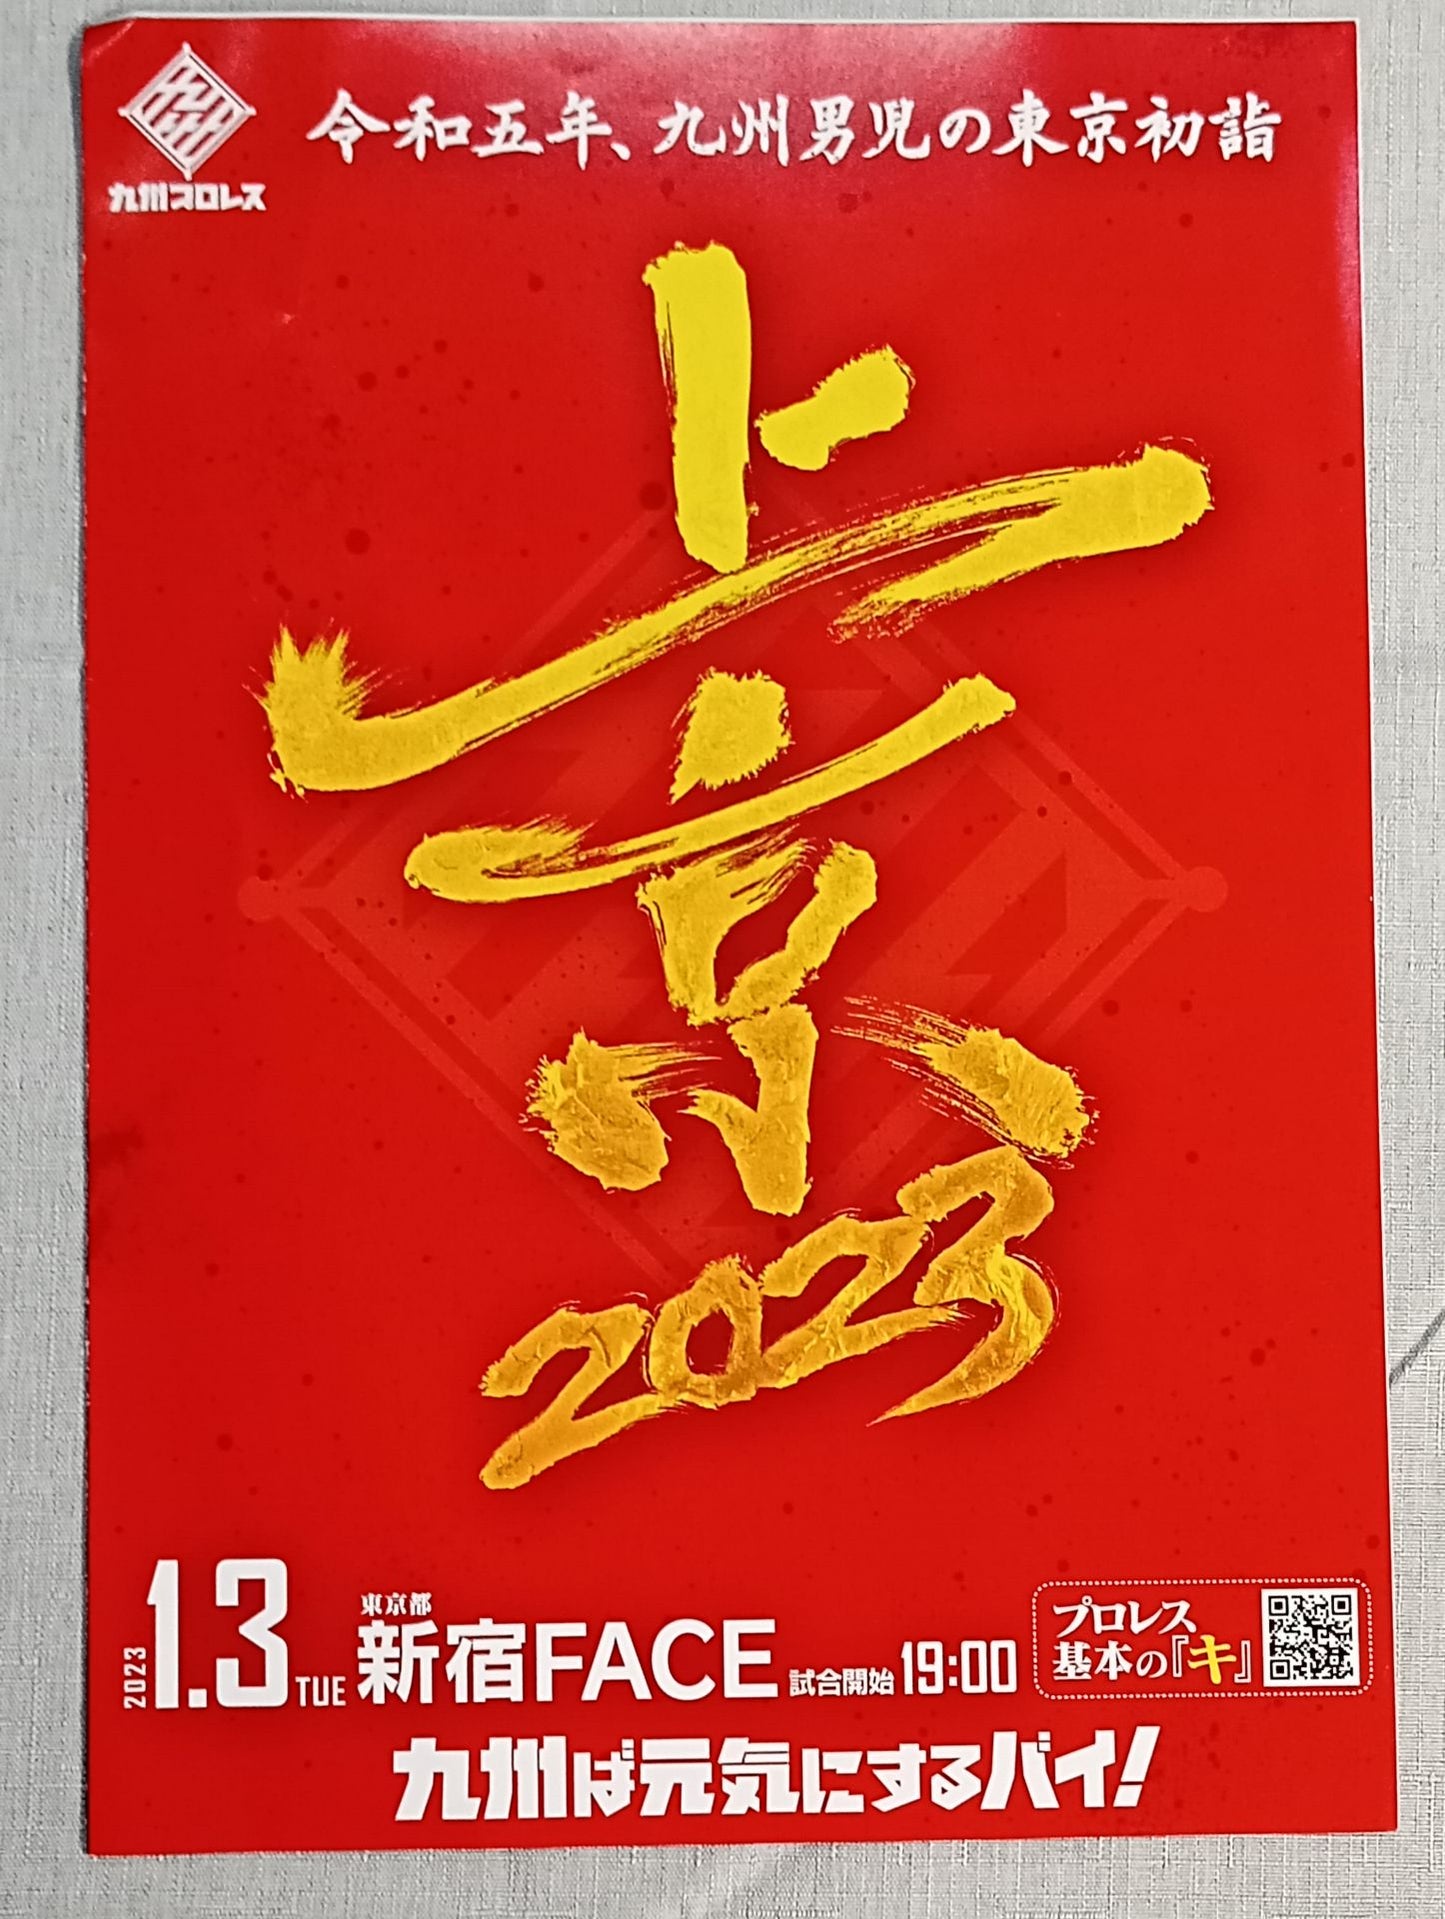 九州プロレス
令和五年、九州男児の東京初詣
上京
2023
2023
1.3 TUE
東京都
新宿FACE
試合開始 19:00
プロレス
基本の『キ』
九州ば元気にするバイ!